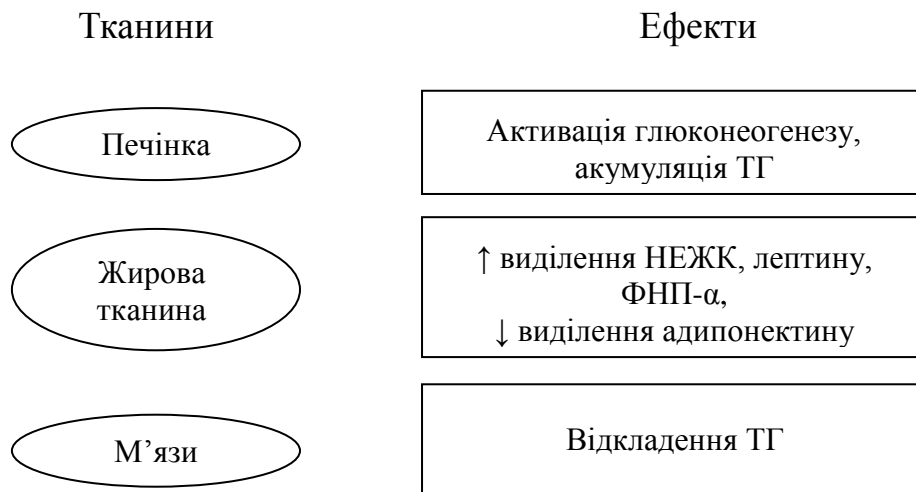 Тканини
Ефекти
Печінка
Активація глюконеогенезу,
акумуляція ТГ
Жирова
тканина
↑ виділення НЕЖК, лептину,
ФНП-α,
↓ виділення адипонектину
М’язи
Відкладення ТГ